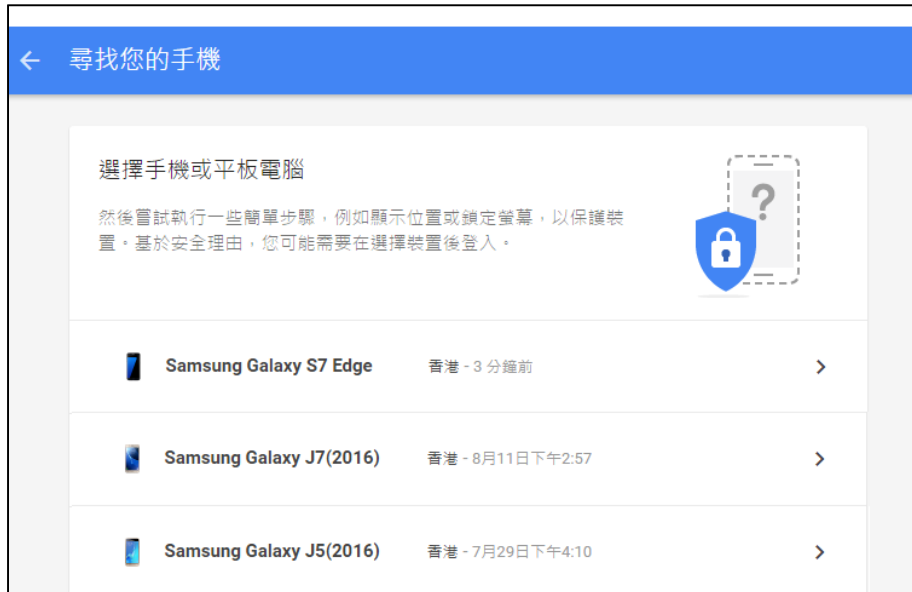 尋找您的手機
選擇手機或平板電腦
然後嘗試執行一些簡單步驟，例如顯示位置或鎖定螢幕，以保護裝
置。基於安全理由，您可能需要在選擇裝置後登入。
?
Samsung Galaxy S7 Edge 香港 - 3 分鐘前
Samsung Galaxy J7(2016) 香港 - 8月11日下午2:57
Samsung Galaxy J5(2016) 香港 - 7月29日下午4:10